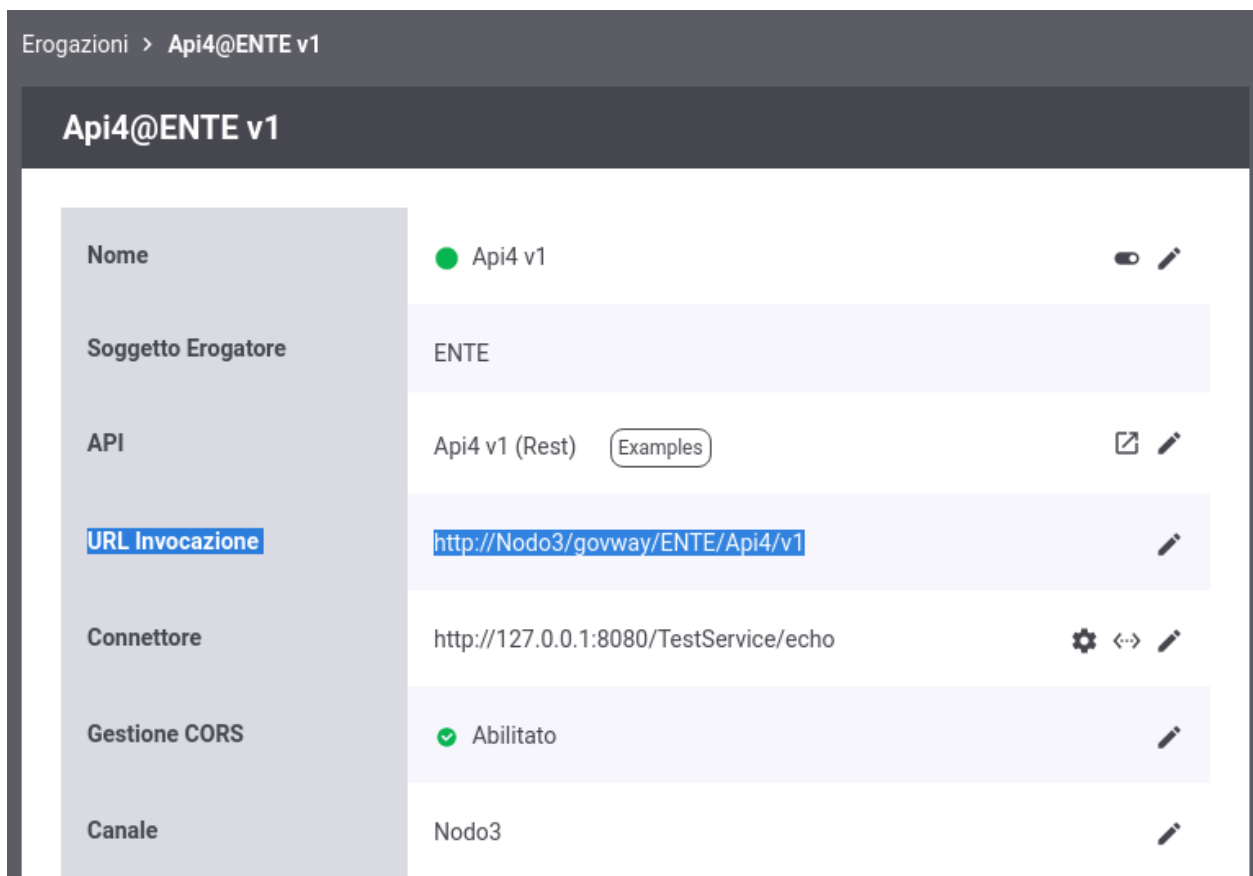 Erogazioni > Api4@ENTE v1
Api4@ENTE v1
Nome Api4 v1
Soggetto Erogatore ENTE
API Api4 v1 (Rest) Examples
URL Invocazione http://Nodo3/govway/ENTE/Api4/v1
Connettore http://127.0.0.1:8080/TestService/echo
Gestione CORS Abilitato
Canale Nodo3